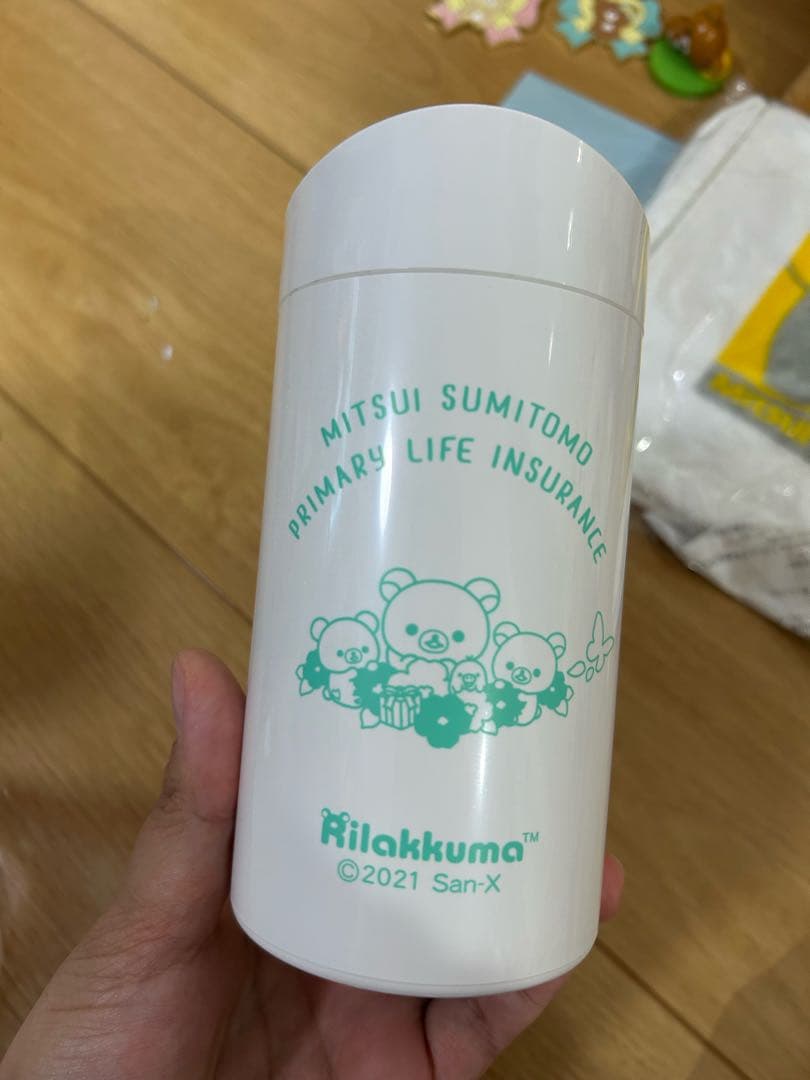 MITSUI SUMITOMO
PRIMARY LIFE INSURANCE
Rilakkuma™
©2021 San-X